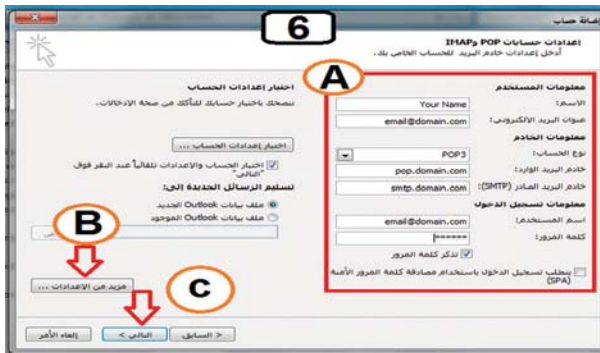 إضافة حساب
6
إعدادات حسابات POP وIMAP
أدخل إعدادات خادم البريد للحساب الخاص بك.
A
معلومات المستخدم
الاسم:
Your Name
عنوان البريد الإلكتروني:
email@domain.com
معلومات الخادم
نوع الحساب:
POP3
خادم البريد الوارد:
pop.domain.com
خادم البريد الصادر (SMTP):
smtp.domain.com
معلومات تسجيل الدخول
اسم المستخدم:
email@domain.com
كلمة المرور:
******
تذكر كلمة المرور
يتطلب تسجيل الدخول باستخدام مصادقة كلمة المرور الآمنة
(SPA)
اختبار إعدادات الحساب
ننصحك باختبار حسابك للتأكد من صحة الإدخالات.
اختبار إعدادات الحساب ...
اختبار الحساب والإعدادات تلقائياً عند النقر فوق
"التالي"
تسليم الرسائل الجديدة إلى:
ملف بيانات Outlook الجديد
ملف بيانات Outlook الموجود
B
مزيد من الإعدادات ...
C
< السابق
التالي >
إلغاء الأمر